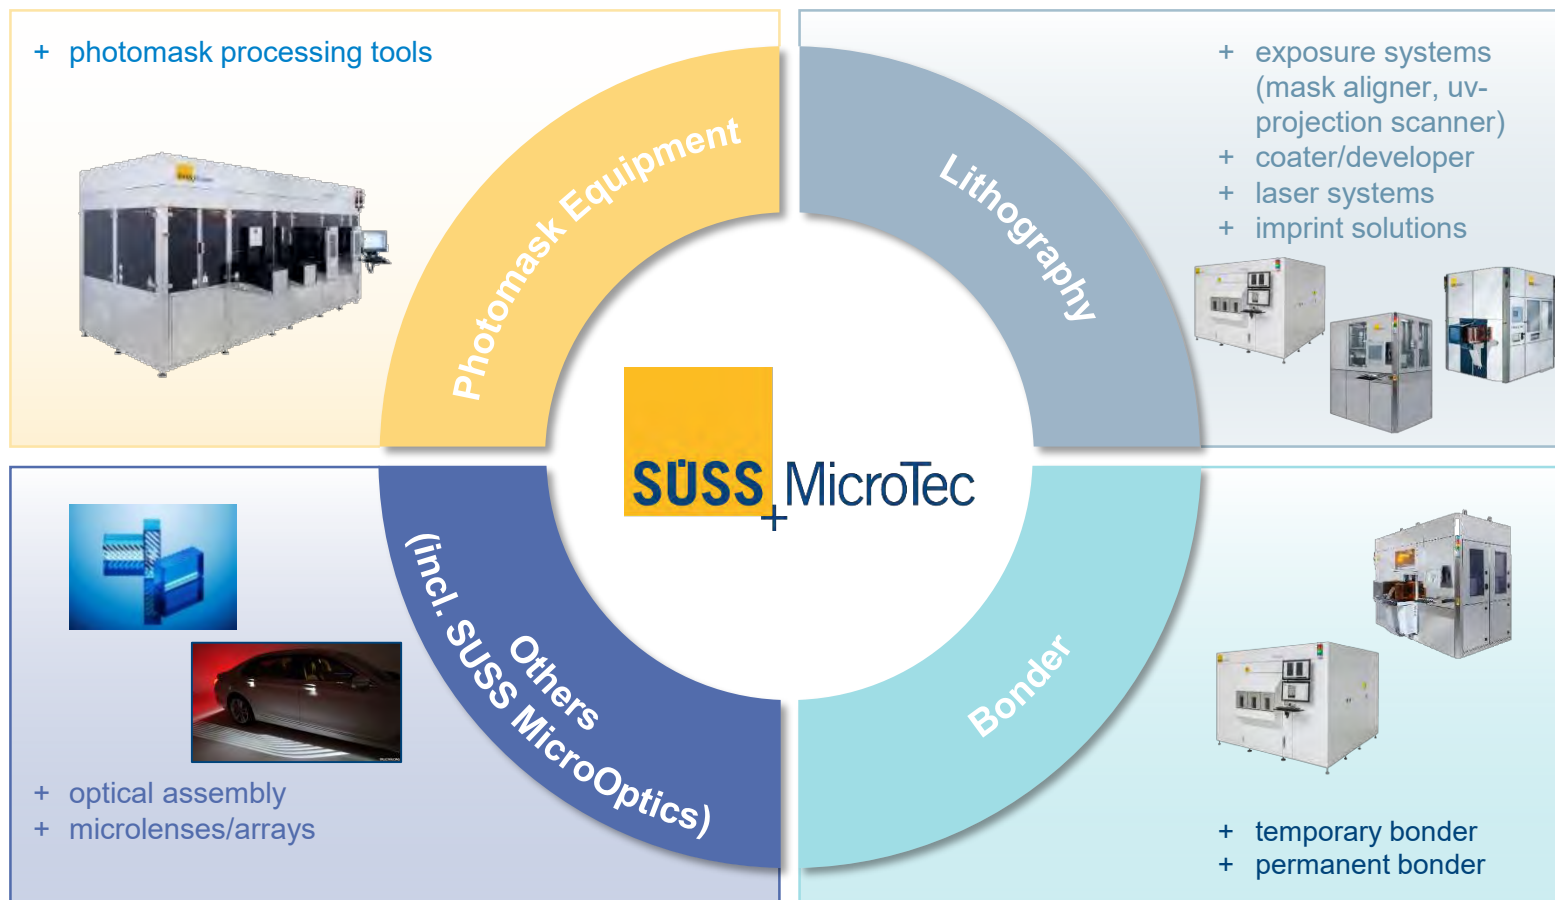 + photomask processing tools
Photomask Equipment
Lithography
+ exposure systems
(mask aligner, uv-
projection scanner)
+ coater/developer
+ laser systems
+ imprint solutions
SÜSS MicroTec
+
Others
(incl. SUSS MicroOptics)
+ optical assembly
+ microlenses/arrays
Bonder
+ temporary bonder
+ permanent bonder